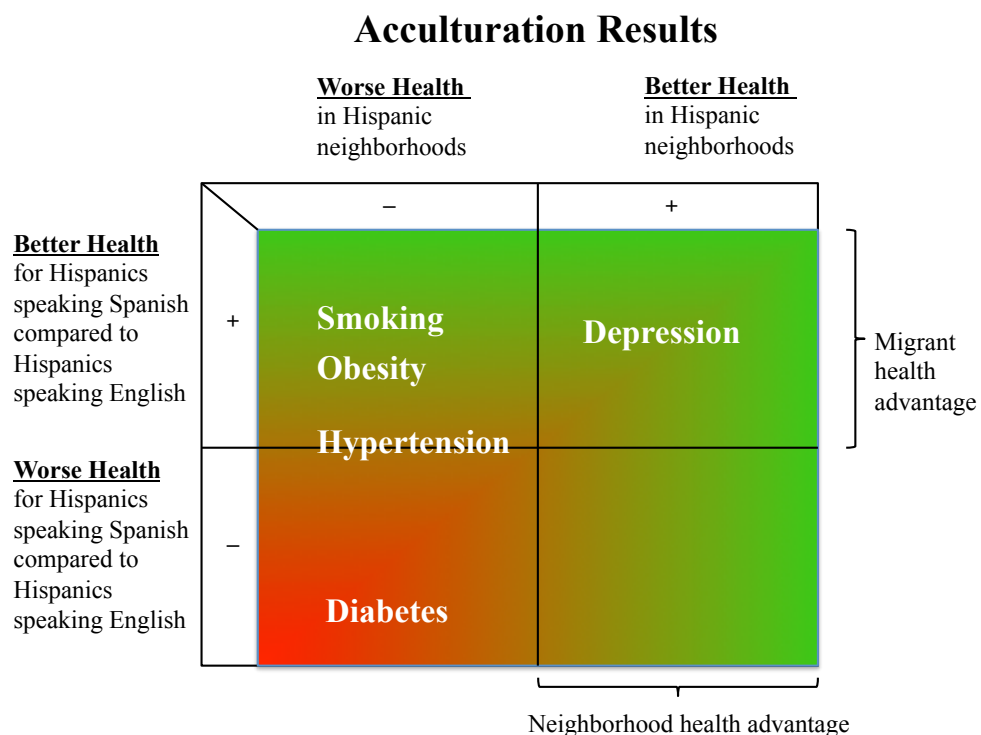 Acculturation Results
Worse Health
in Hispanic
neighborhoods
Better Health
in Hispanic
neighborhoods
–
+
Better Health
for Hispanics
speaking Spanish
compared to
Hispanics
speaking English
+
Smoking
Obesity
Hypertension
Depression
Migrant
health
advantage
Worse Health
for Hispanics
speaking Spanish
compared to
Hispanics
speaking English
–
Diabetes
Neighborhood health advantage